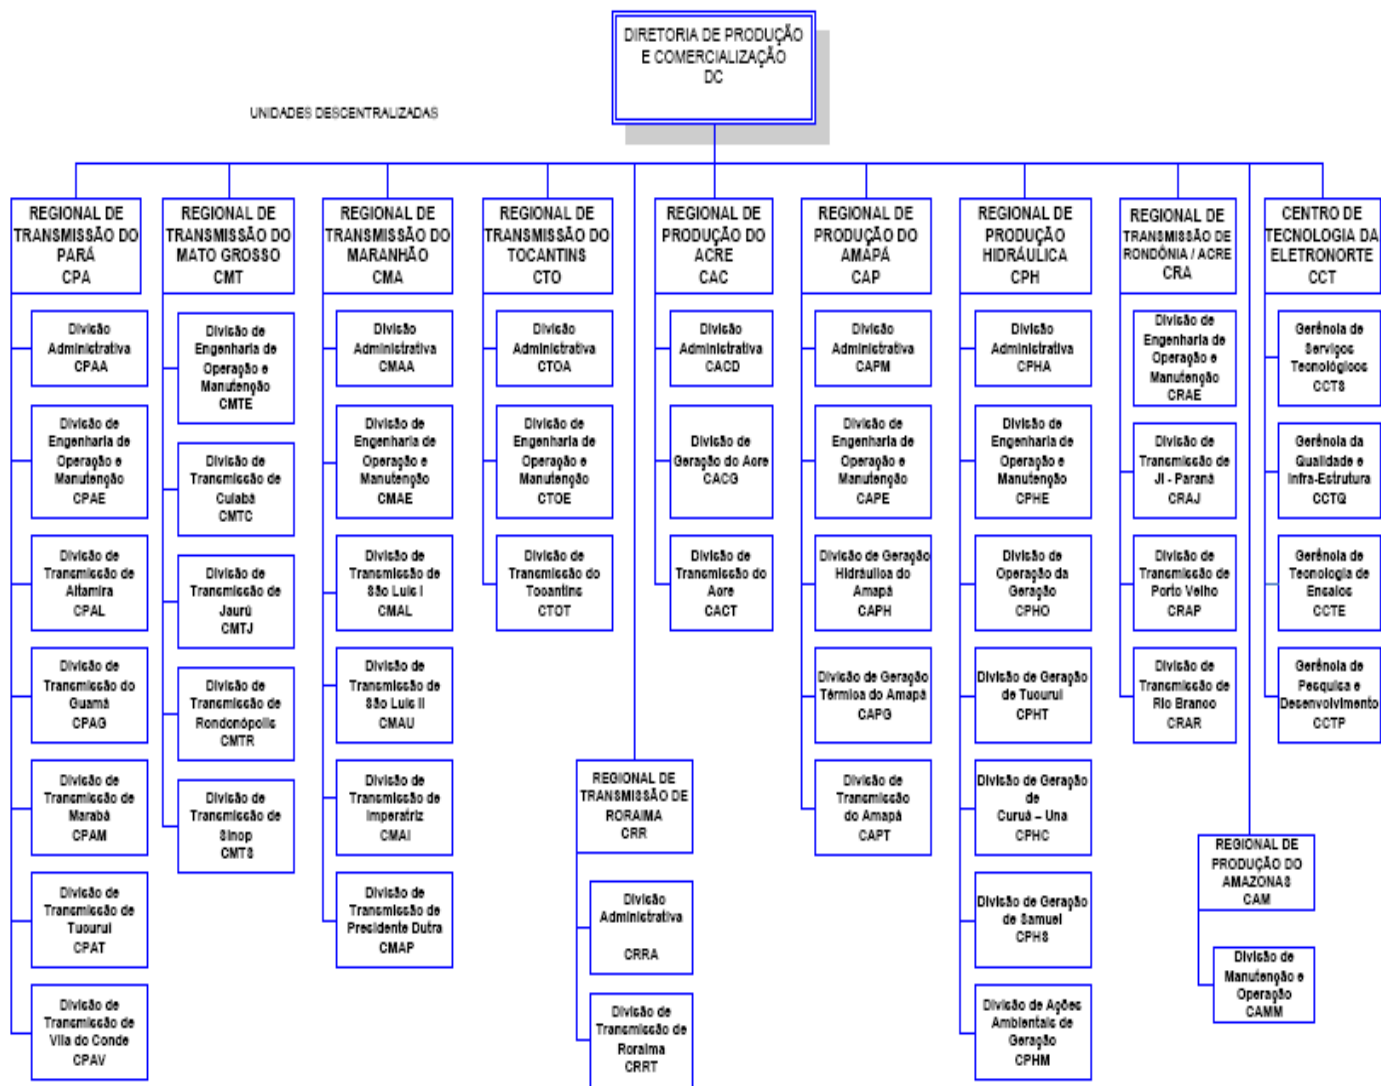 DIRETORIA DE PRODUÇÃO
E COMERCIALIZAÇÃO
DC
UNIDADES DESCENTRALIZADAS
REGIONAL DE
TRANSMISSÃO DO
PARÁ
CPA
Divisão
Administrativa
CPAA
Divisão de
Engenharia de
Operação e
Manutenção
CPAE
Divisão de
Transmissão de
Altamira
CPAL
Divisão de
Transmissão do
Guamá
CPAG
Divisão de
Transmissão de
Marabá
CPAM
Divisão de
Transmissão de
Tucuruí
CPAT
Divisão de
Transmissão de
Vila do Conde
CPAV
REGIONAL DE
TRANSMISSÃO DO
MATO GROSSO
CMT
Divisão de
Engenharia de
Operação e
Manutenção
CMTE
Divisão de
Transmissão de
Cuiabá
CMTC
Divisão de
Transmissão de
Jaurú
CMTJ
Divisão de
Transmissão de
Rondonópolis
CMTR
Divisão de
Transmissão de
Sinop
CMTS
REGIONAL DE
TRANSMISSÃO DO
MARANHÃO
CMA
Divisão
Administrativa
CMAA
Divisão de
Engenharia de
Operação e
Manutenção
CMAE
Divisão de
Transmissão de
São Luis I
CMAL
Divisão de
Transmissão de
São Luis II
CMAU
Divisão de
Transmissão de
Imperatriz
CMAI
Divisão de
Transmissão de
Presidente Dutra
CMAP
REGIONAL DE
TRANSMISSÃO DO
TOCANTINS
CTO
Divisão
Administrativa
CTOA
Divisão de
Engenharia de
Operação e
Manutenção
CTOE
Divisão de
Transmissão do
Tocantins
CTOT
REGIONAL DE
TRANSMISSÃO DE
RORAIMA
CRR
Divisão
Administrativa
CRRA
Divisão de
Transmissão de
Roraima
CRRT
REGIONAL DE
PRODUÇÃO DO
ACRE
CAC
Divisão
Administrativa
CACD
Divisão de
Geração do Acre
CACG
Divisão de
Transmissão do
Acre
CACT
REGIONAL DE
PRODUÇÃO DO
AMAPÁ
CAP
Divisão
Administrativa
CAPM
Divisão de
Engenharia de
Operação e
Manutenção
CAPE
Divisão de Geração
Hidráulica do
Amapá
CAPH
Divisão de Geração
Térmica do Amapá
CAPG
Divisão de
Transmissão
do Amapá
CAPT
REGIONAL DE
PRODUÇÃO
HIDRÁULICA
CPH
Divisão
Administrativa
CPHA
Divisão de
Engenharia de
Operação e
Manutenção
CPHE
Divisão de
Operação da
Geração
CPHO
Divisão de Geração
de Tucuruí
CPHT
Divisão de Geração
de
Curuá – Una
CPHC
Divisão de Geração
de Samuel
CPHS
Divisão de Ações
Ambientais de
Geração
CPHM
REGIONAL DE
TRANSMISSÃO DE
RONDÔNIA / ACRE
CRA
Divisão de
Engenharia de
Operação e
Manutenção
CRAE
Divisão de
Transmissão de
Ji - Paraná
CRAJ
Divisão de
Transmissão de
Porto Velho
CRAP
Divisão de
Transmissão de
Rio Branco
CRAR
REGIONAL DE
PRODUÇÃO DO
AMAZONAS
CAM
Divisão de
Manutenção e
Operação
CAMM
CENTRO DE
TECNOLOGIA DA
ELETRONORTE
CCT
Gerência de
Serviços
Tecnológicos
CCTS
Gerência da
Qualidade e
Infra-Estrutura
CCTQ
Gerência de
Tecnologia de
Ensaios
CCTE
Gerência de
Pesquisa e
Desenvolvimento
CCTP